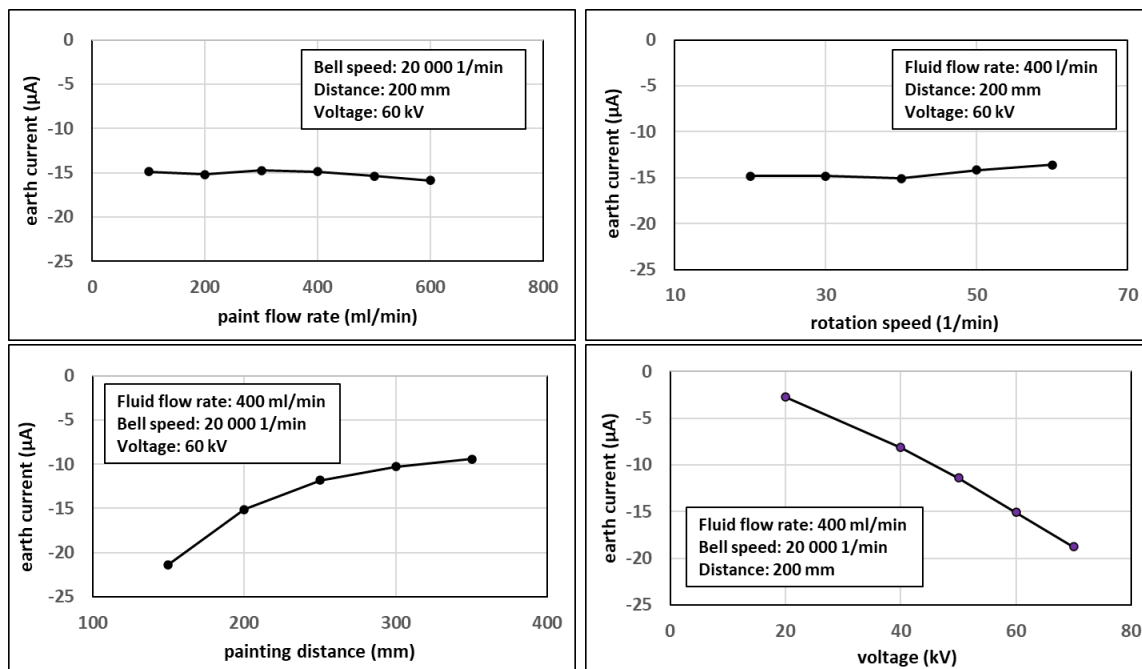 0
-5
-10
-15
-20
-25
earth current (µA)
Bell speed: 20 000 1/min
Distance: 200 mm
Voltage: 60 kV
0 200 400 600 800
paint flow rate (ml/min)
0
-5
-10
-15
-20
-25
earth current (µA)
Fluid flow rate: 400 l/min
Distance: 200 mm
Voltage: 60 kV
10 30 50 70
rotation speed (1/min)
0
-5
-10
-15
-20
-25
earth current (µA)
Fluid flow rate: 400 ml/min
Bell speed: 20 000 1/min
Voltage: 60 kV
100 200 300 400
painting distance (mm)
0
-5
-10
-15
-20
-25
earth current (µA)
Fluid flow rate: 400 ml/min
Bell speed: 20 000 1/min
Distance: 200 mm
0 20 40 60 80
voltage (kV)